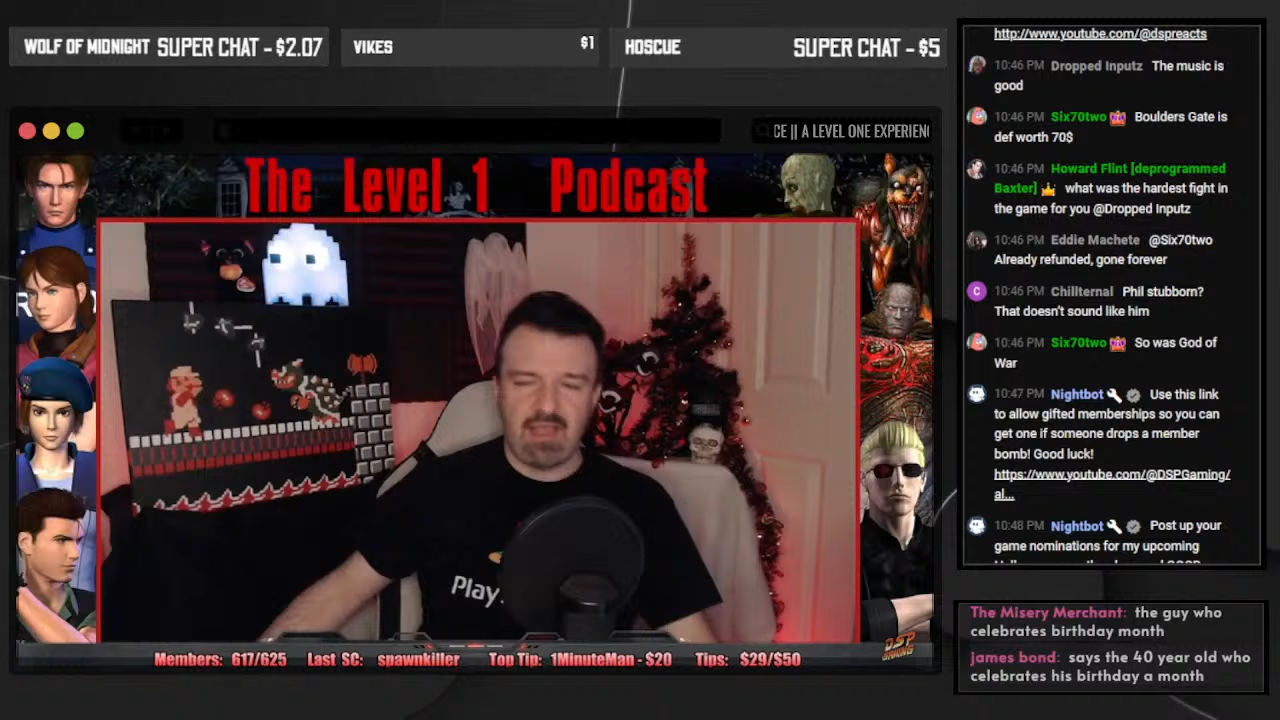 WOLF OF MIDNIGHT SUPER CHAT - $2.07
VIKES $1
HOSCUE SUPER CHAT - $5
CE || A LEVEL ONE EXPERIEN
The Level 1 Podcast
Play
DSP
GAMING
Members: 617/625 Last SC: spawnkiller Top Tip: 1MinuteMan - $20 Tips: $29/$50
http://www.youtube.com/@dspreacts
10:46 PM Dropped Inputz The music is
good
10:46 PM Six70two Boulders Gate is
def worth 70$
10:46 PM Howard Flint [deprogrammed
Baxter] what was the hardest fight in
the game for you @Dropped Inputz
10:46 PM Eddie Machete @Six70two
Already refunded, gone forever
C 10:46 PM Chillternal Phil stubborn?
That doesn't sound like him
10:46 PM Six70two So was God of
War
10:47 PM Nightbot Use this link
to allow gifted memberships so you can
get one if someone drops a member
bomb! Good luck!
https://www.youtube.com/@DSPGaming/
al...
10:48 PM Nightbot Post up your
game nominations for my upcoming
The Misery Merchant: the guy who
celebrates birthday month
james bond: says the 40 year old who
celebrates his birthday a month